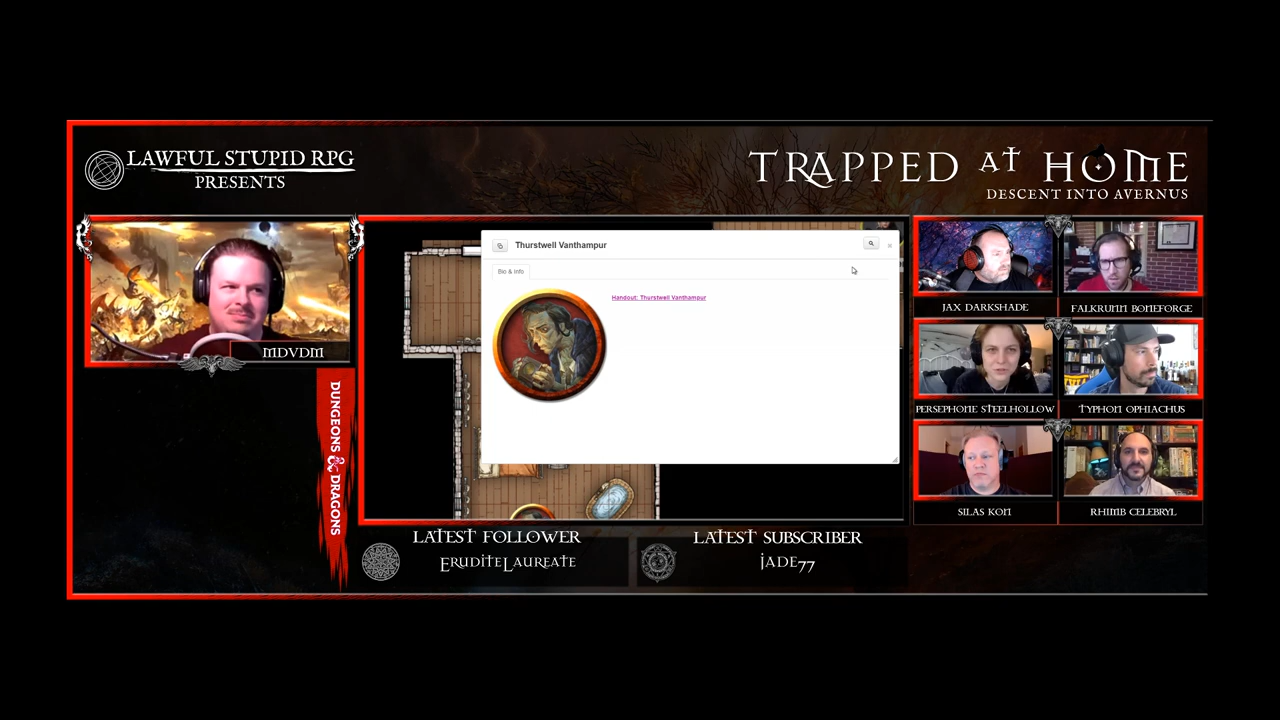 LAWFUL STUPID RPG
PRESENTS
TRAPPED AT HOME
DESCENT INTO AVERNUS
MDVDM
DUNGEONS & DRAGONS
Thurstwell Vanthampur
Bio & Info
Handout: Thurstwell Vanthampur
JAX DARKSHADE
FALKRUNN BONEFORGE
PERSEPHONE STEELHOLLOW
TYPHON OPHIACHUS
SILAS KON
RHIMB CELEBRYL
LATEST FOLLOWER
ERUDITELAUREATE
LATEST SUBSCRIBER
JADE77